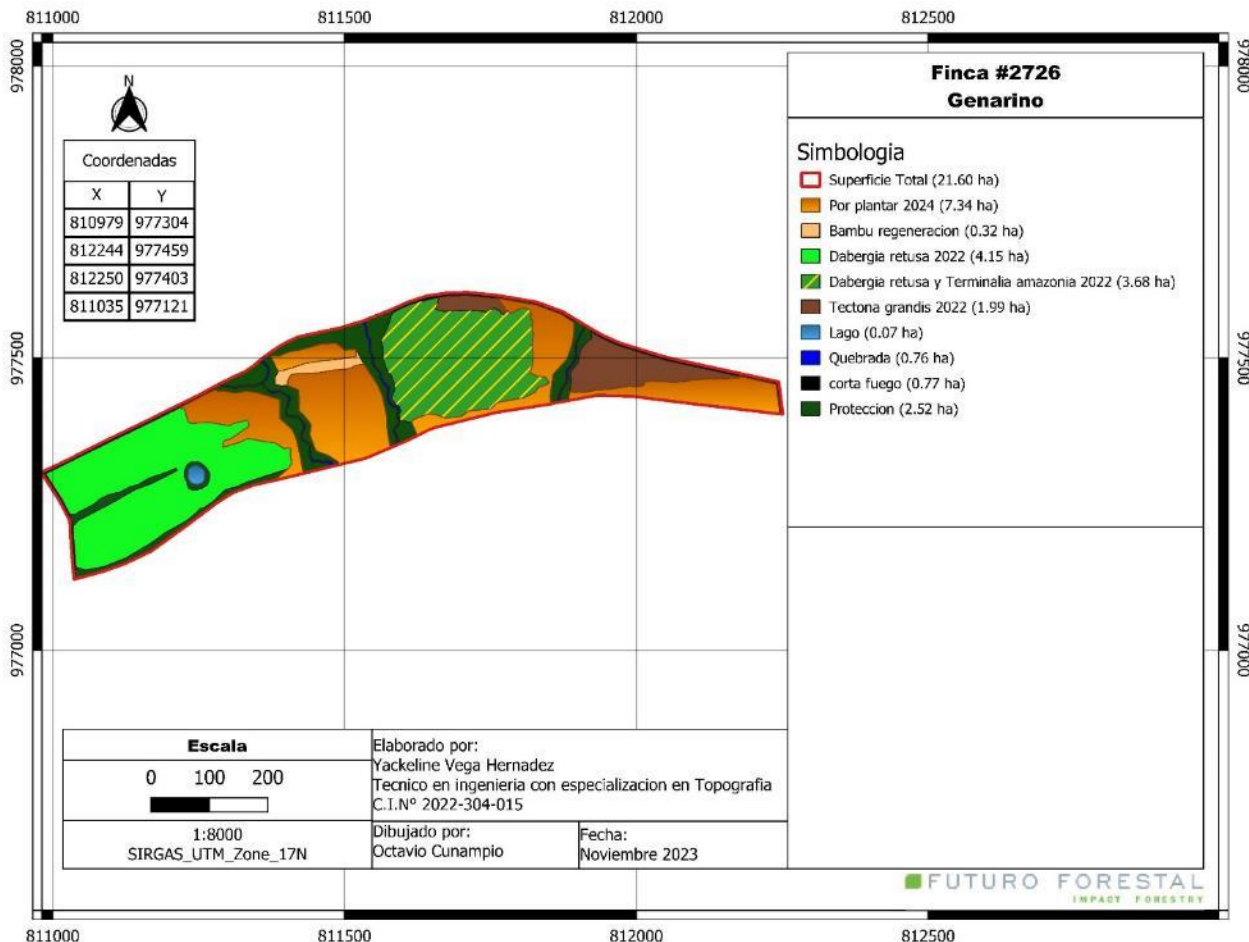 811000 811500 812000 812500
978000 978000
977500 977500
977000 977000
N
Coordenadas
X Y
810979 977304
812244 977459
812250 977403
811035 977121
Finca #2726
Genarino
Simbologia
Superficie Total (21.60 ha)
Por plantar 2024 (7.34 ha)
Bambu regeneracion (0.32 ha)
Dabergia retusa 2022 (4.15 ha)
Dabergia retusa y Terminalia amazonia 2022 (3.68 ha)
Tectona grandis 2022 (1.99 ha)
Lago (0.07 ha)
Quebrada (0.76 ha)
corta fuego (0.77 ha)
Proteccion (2.52 ha)
Escala
0 100 200
1:8000
SIRGAS_UTM_Zone_17N
Elaborado por:
Yackeline Vega Hernadez
Tecnico en ingenieria con especializacion en Topografia
C.I.N° 2022-304-015
Dibujado por:
Octavio Cunampio
Fecha:
Noviembre 2023
FUTURO FORESTAL
IMPACT FORESTRY
811000 811500 812000 812500